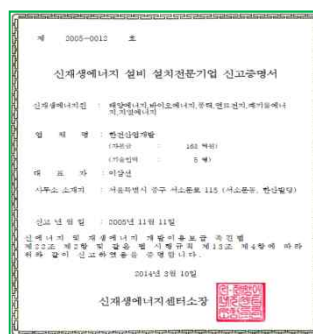 제 2005-0012 호
신재생에너지 설비 설치전문기업 신고증명서
신재생에너지원 : 태양에너지,바이오에너지,풍력,연료전지,폐기물에너
지,지열에너지
업 체 명 : 한전산업개발
(자본금 : 163 억원)
(기술인력 : 5 명)
대 표 자 : 이삼선
사무소 소재지 : 서울특별시 중구 서소문로 115 (서소문동, 한산빌딩)
신고 년 월 일 : 2005년 11월 11일
신에너지 및 재생에너지 개발이용보급 촉진법
제22조 제2항 및 같은 법 시행규칙 제13조 제4항에 따라
위와 같이 신고하였음을 증명합니다.
2014년 3월 10일
신재생에너지센터소장